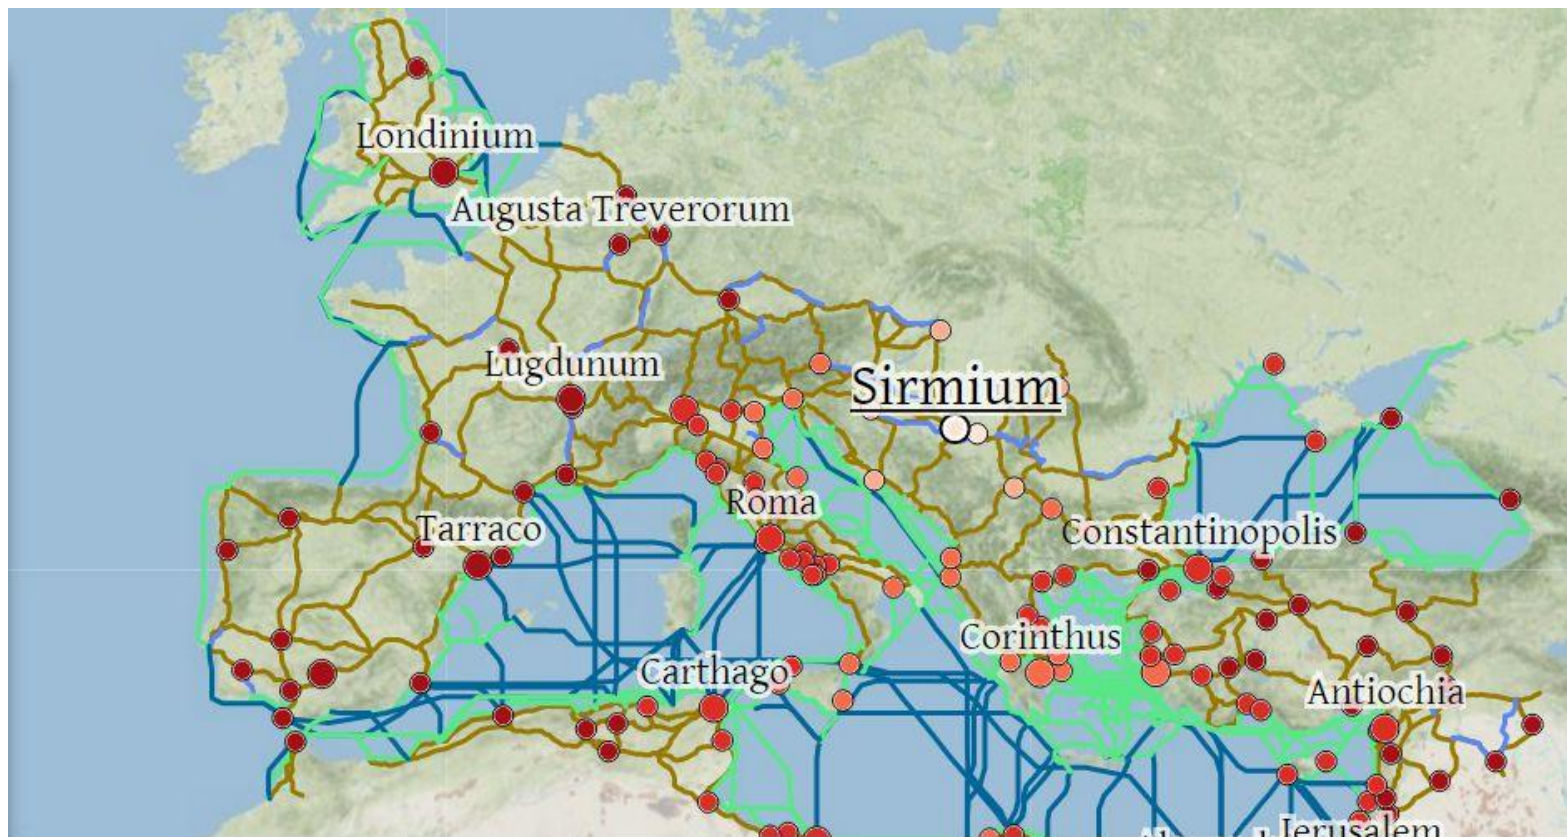 Londinium
Augusta Treverorum
Lugdunum
Sirmium
Roma
Tarraco
Constantinopolis
Corinthus
Carthago
Antiochia
Jerusalem